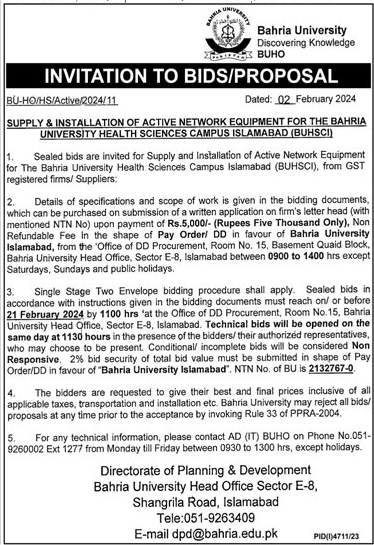 BAHRIA UNIVERSITY
PAKISTAN
Bahria University
Discovering Knowledge
BUHO
INVITATION TO BIDS/PROPOSAL
BU-HO/HS/Active/2024/11 Dated: 02 February 2024
SUPPLY & INSTALLATION OF ACTIVE NETWORK EQUIPMENT FOR THE BAHRIA
UNIVERSITY HEALTH SCIENCES CAMPUS ISLAMABAD (BUHSCI)
1. Sealed bids are invited for Supply and Installation of Active Network Equipment
for The Bahria University Health Sciences Campus Islamabad (BUHSCI), from GST
registered firms/ Suppliers:
2. Details of specifications and scope of work is given in the bidding documents,
which can be purchased on submission of a written application on firm's letter head (with
mentioned NTN No) upon payment of Rs.5,000/- (Rupees Five Thousand Only), Non
Refundable Fee in the shape of Pay Order/ DD in favour of Bahria University
Islamabad, from the 'Office of DD Procurement, Room No. 15, Basement Quaid Block,
Bahria University Head Office, Sector E-8, Islamabad between 0900 to 1400 hrs except
Saturdays, Sundays and public holidays.
3. Single Stage Two Envelope bidding procedure shall apply. Sealed bids in
accordance with instructions given in the bidding documents must reach on/ or before
21 February 2024 by 1100 hrs 'at the Office of DD Procurement, Room No.15, Bahria
University Head Office, Sector E-8, Islamabad. Technical bids will be opened on the
same day at 1130 hours in the presence of the bidders/ their authorized representatives,
who may choose to be present. Conditional/ incomplete bids will be considered Non
Responsive. 2% bid security of total bid value must be submitted in shape of Pay
Order/DD in favour of "Bahria University Islamabad". NTN No. of BU is 2132767-0.
4. The bidders are requested to give their best and final prices inclusive of all
applicable taxes, transportation and installation etc. Bahria University may reject all bids/
proposals at any time prior to the acceptance by invoking Rule 33 of PPRA-2004.
5. For any technical information, please contact AD (IT) BUHO on Phone No.051-
9260002 Ext 1277 from Monday till Friday between 0930 to 1300 hrs, except holidays.
Directorate of Planning & Development
Bahria University Head Office Sector E-8,
Shangrila Road, Islamabad
Tele:051-9263409
E-mail dpd@bahria.edu.pk
PID(I)4711/23